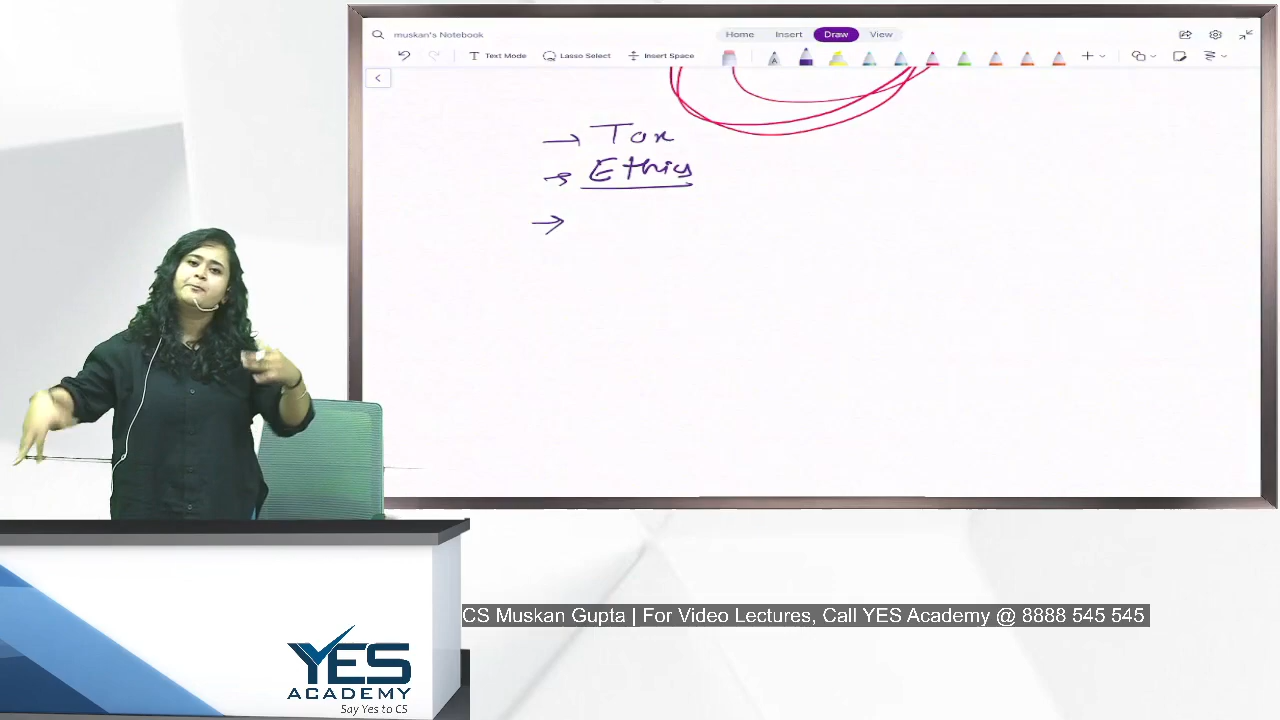 muskan's Notebook
Home Insert Draw View
Text Mode Lasso Select Insert Space
→ Tax
→ Ethics
→
CS Muskan Gupta | For Video Lectures, Call YES Academy @ 8888 545 545
YES
ACADEMY
Say Yes to CS